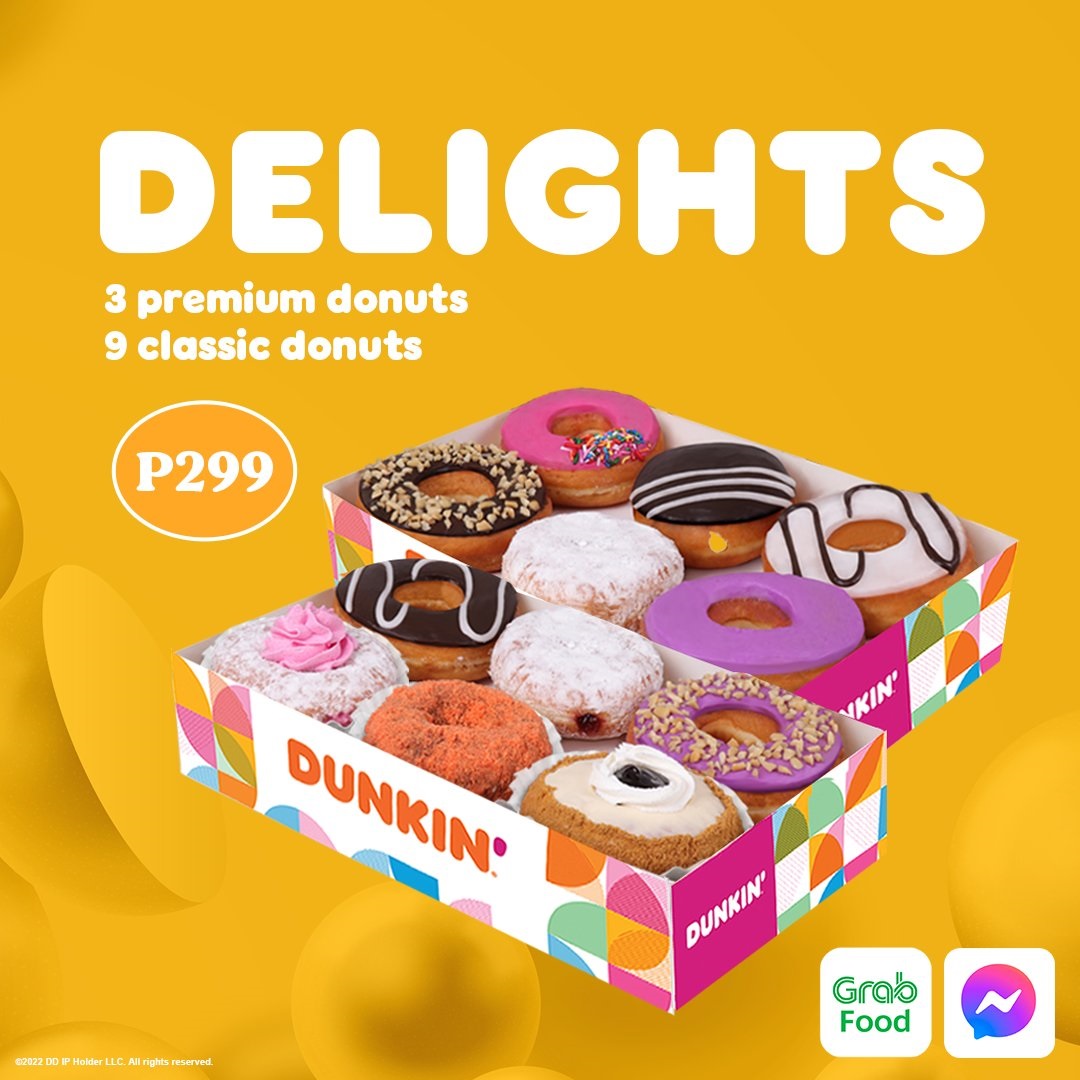 DELIGHTS
3 premium donuts
9 classic donuts
P299
NKIN'
DUNKIN'
DUNKIN'
Grab
Food
©2022 DD IP Holder LLC. All rights reserved.